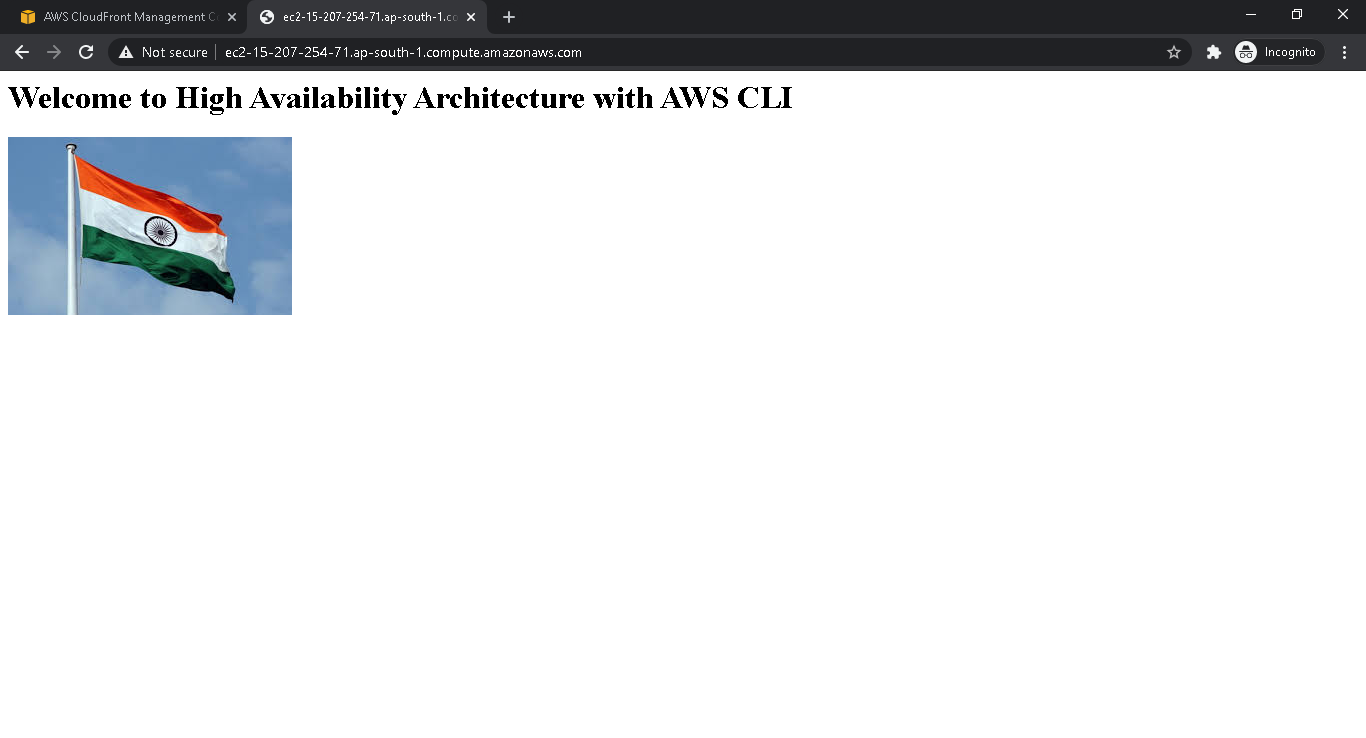 AWS CloudFront Management C
ec2-15-207-254-71.ap-south-1.co
Not secure
ec2-15-207-254-71.ap-south-1.compute.amazonaws.com
Incognito
Welcome to High Availability Architecture with AWS CLI